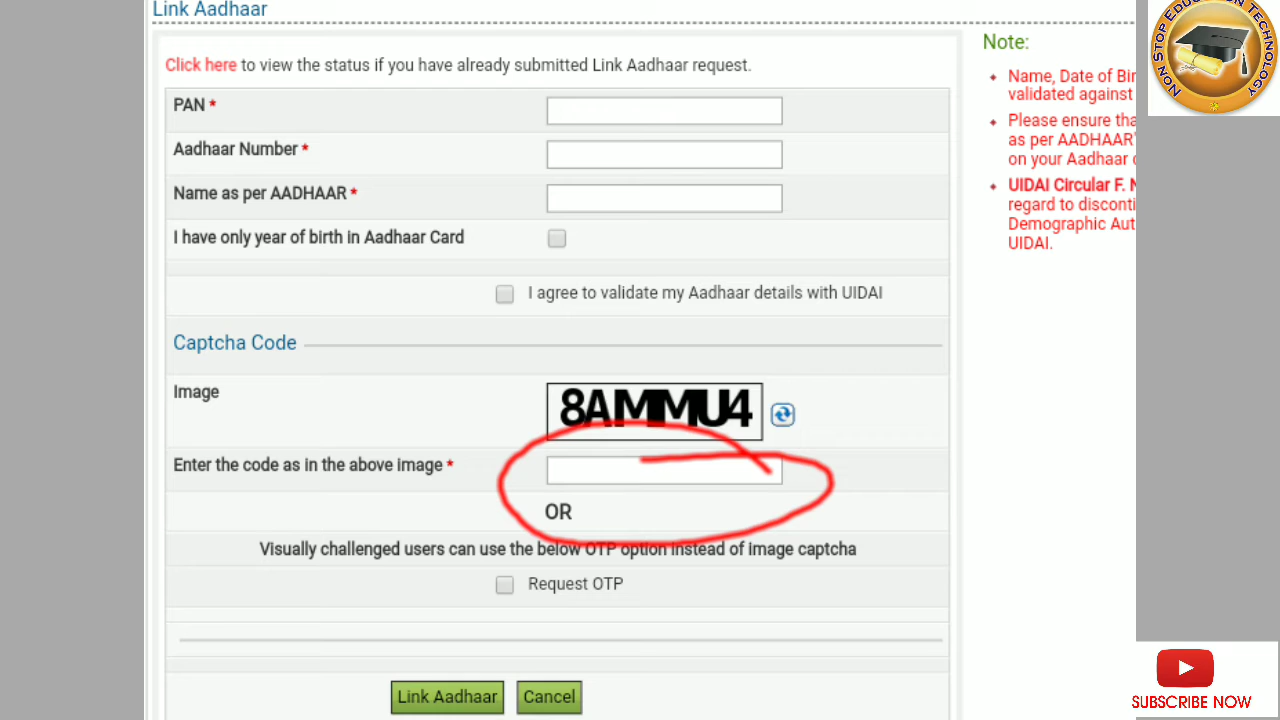 Link Aadhaar
Click here to view the status if you have already submitted Link Aadhaar request.
PAN *
Aadhaar Number *
Name as per AADHAAR *
I have only year of birth in Aadhaar Card
I agree to validate my Aadhaar details with UIDAI
Captcha Code
Image
8AMMU4
Enter the code as in the above image *
OR
Visually challenged users can use the below OTP option instead of image captcha
Request OTP
Link Aadhaar Cancel
Note:
Name, Date of Bir
validated against
Please ensure tha
as per AADHAAR'
on your Aadhaar
UIDAI Circular F. N
regard to disconti
Demographic Aut
UIDAI.
NON STOP EDUCATION TECHNOLOGY
SUBSCRIBE NOW